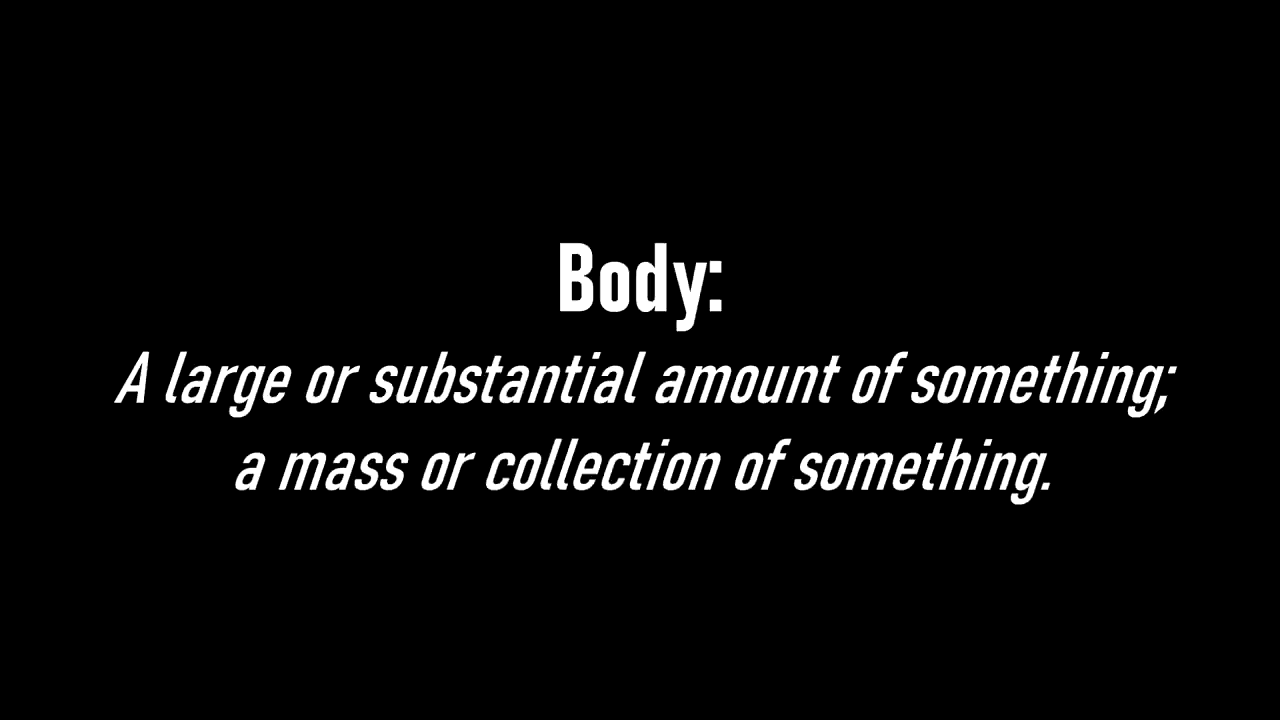 Body:
A large or substantial amount of something;
a mass or collection of something.